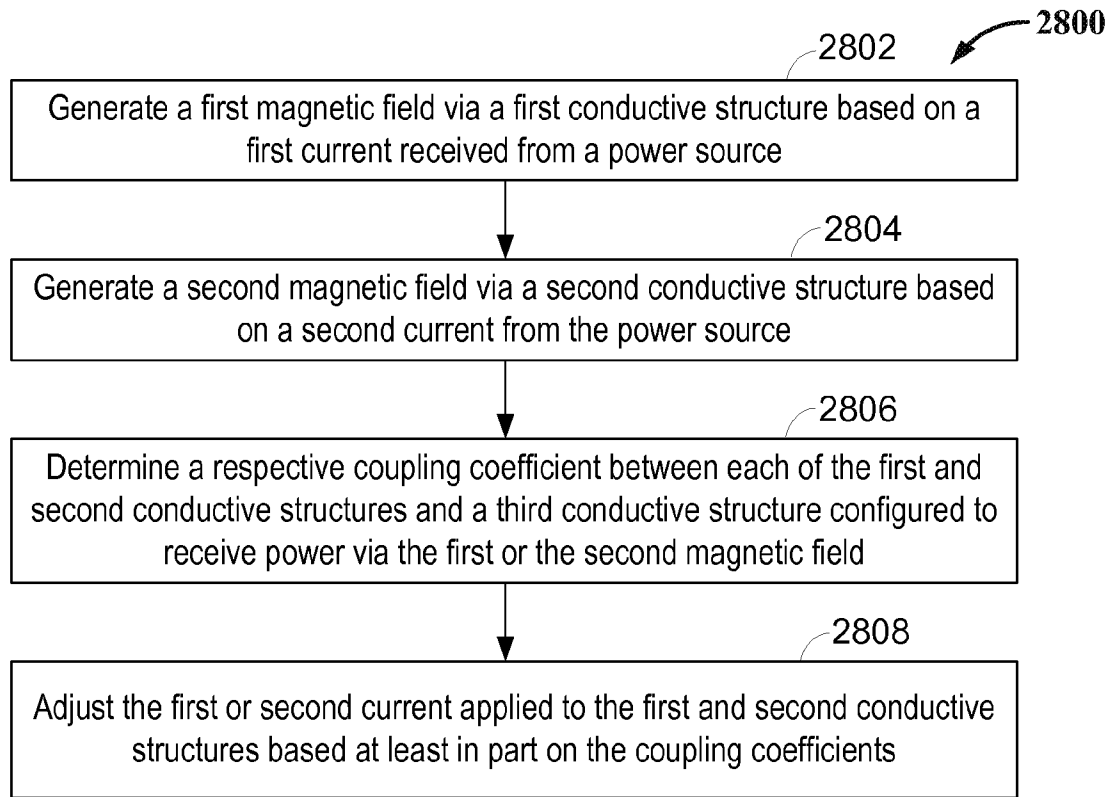 2800
2802
Generate a first magnetic field via a first conductive structure based on a
first current received from a power source
2804
Generate a second magnetic field via a second conductive structure based
on a second current from the power source
2806
Determine a respective coupling coefficient between each of the first and
second conductive structures and a third conductive structure configured to
receive power via the first or the second magnetic field
2808
Adjust the first or second current applied to the first and second conductive
structures based at least in part on the coupling coefficients